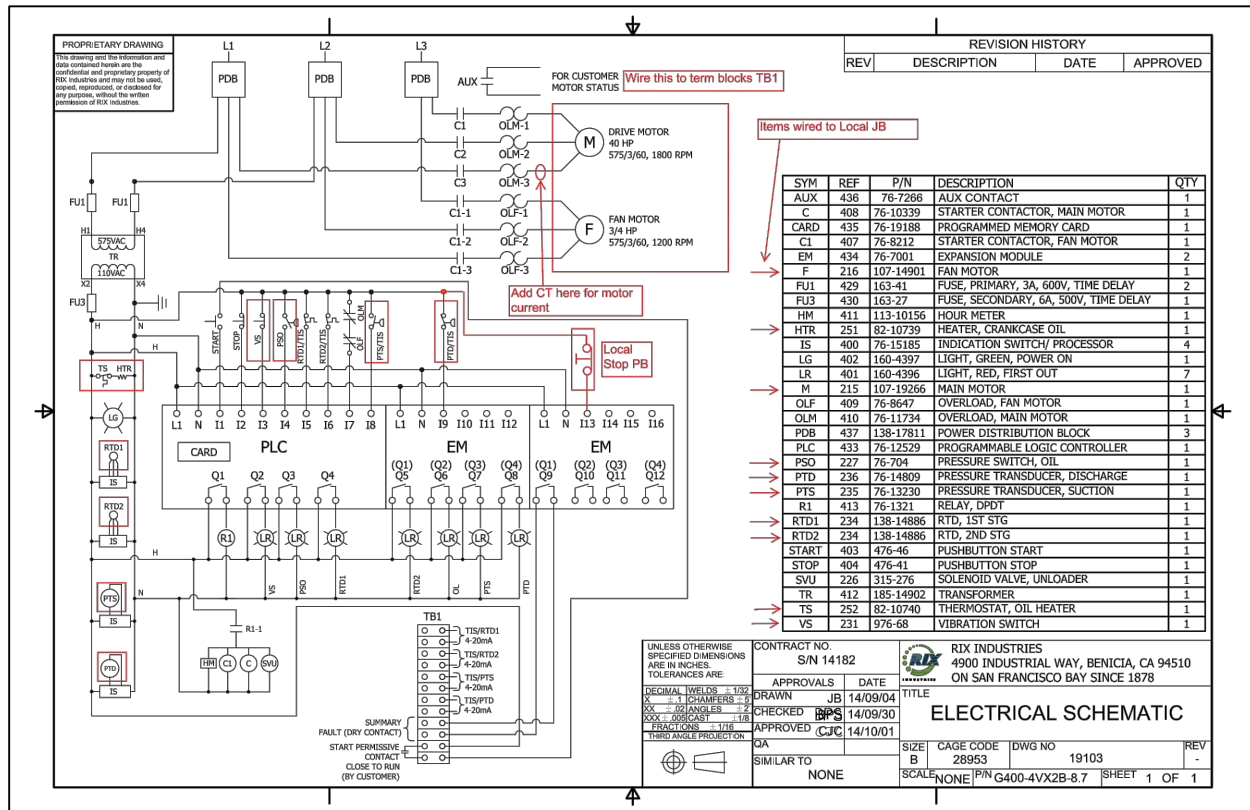 PROPRIETARY DRAWING
This drawing and the information and
data contained herein are the
confidential and proprietary property of
RIX Industries and may not be used,
copied, reproduced, or disclosed for
any purpose, without the written
permission of RIX Industries.
L1
L2
L3
PDB
PDB
PDB
AUX
FOR CUSTOMER
MOTOR STATUS
Wire this to term blocks TB1
REVISION HISTORY
REV DESCRIPTION DATE APPROVED
C1
OLM-1
C2
OLM-2
C3
OLM-3
M
DRIVE MOTOR
40 HP
575/3/60, 1800 RPM
C1-1
OLF-1
C1-2
OLF-2
C1-3
OLF-3
F
FAN MOTOR
3/4 HP
575/3/60, 1200 RPM
Items wired to Local JB
Add CT here for motor
current
Local
Stop PB
FU1
FU1
H1
H4
575VAC
TR
110VAC
X2
X4
FU3
H
N
H
TS
HTR
LG
RTD1
IS
RTD2
IS
H
N
PTS
IS
PTD
IS
START
STOP
VS
PSO
RTD1/TIS
RTD2/TIS
OLM
OLF
PTS/TIS
PTD/TIS
L1 N I1 I2 I3 I4 I5 I6 I7 I8
L1 N I9 I10 I11 I12
L1 N I13 I14 I15 I16
CARD
PLC
EM
EM
Q1 Q2 Q3 Q4
(Q1) (Q2) (Q3) (Q4)
Q5 Q6 Q7 Q8
(Q1) (Q2) (Q3) (Q4)
Q9 Q10 Q11 Q12
R1
LR
LR
LR
LR
LR
LR
LR
VS
PSO
RTD1
RTD2
OL
PTS
PTD
R1-1
HM
C1
C
SVU
TB1
TIS/RTD1
4-20mA
TIS/RTD2
4-20mA
TIS/PTS
4-20mA
TIS/PTD
4-20mA
SUMMARY
FAULT (DRY CONTACT)
START PERMISSIVE
CONTACT
CLOSE TO RUN
(BY CUSTOMER)
SYM REF P/N DESCRIPTION QTY
AUX 436 76-7266 AUX CONTACT 1
C 408 76-10339 STARTER CONTACTOR, MAIN MOTOR 1
CARD 435 76-19188 PROGRAMMED MEMORY CARD 1
C1 407 76-8212 STARTER CONTACTOR, FAN MOTOR 1
EM 434 76-7001 EXPANSION MODULE 2
F 216 107-14901 FAN MOTOR 1
FU1 429 163-41 FUSE, PRIMARY, 3A, 600V, TIME DELAY 2
FU3 430 163-27 FUSE, SECONDARY, 6A, 500V, TIME DELAY 1
HM 411 113-10156 HOUR METER 1
HTR 251 82-10739 HEATER, CRANKCASE OIL 1
IS 400 76-15185 INDICATION SWITCH/ PROCESSOR 4
LG 402 160-4397 LIGHT, GREEN, POWER ON 1
LR 401 160-4396 LIGHT, RED, FIRST OUT 7
M 215 107-19266 MAIN MOTOR 1
OLF 409 76-8647 OVERLOAD, FAN MOTOR 1
OLM 410 76-11734 OVERLOAD, MAIN MOTOR 1
PDB 437 138-17811 POWER DISTRIBUTION BLOCK 3
PLC 433 76-12529 PROGRAMMABLE LOGIC CONTROLLER 1
PSO 227 76-704 PRESSURE SWITCH, OIL 1
PTD 236 76-14809 PRESSURE TRANSDUCER, DISCHARGE 1
PTS 235 76-13230 PRESSURE TRANSDUCER, SUCTION 1
R1 413 76-1321 RELAY, DPDT 1
RTD1 234 138-14886 RTD, 1ST STG 1
RTD2 234 138-14886 RTD, 2ND STG 1
START 403 476-46 PUSHBUTTON START 1
STOP 404 476-41 PUSHBUTTON STOP 1
SVU 226 315-276 SOLENOID VALVE, UNLOADER 1
TR 412 185-14902 TRANSFORMER 1
TS 252 82-10740 THERMOSTAT, OIL HEATER 1
VS 231 976-68 VIBRATION SWITCH 1
UNLESS OTHERWISE
SPECIFIED DIMENSIONS
ARE IN INCHES.
TOLERANCES ARE:
DECIMAL WELDS ± 1/32
X ± .1 CHAMFERS ± 5
XX ± .02 ANGLES ± 2
XXX ± .005 CAST ± 1/8
FRACTIONS ± 1/16
THIRD ANGLE PROJECTION
CONTRACT NO.
S/N 14182
APPROVALS DATE
DRAWN JB 14/09/04
CHECKED 14/09/30
APPROVED CJC 14/10/01
QA
SIMILAR TO
NONE
RIX
INDUSTRIES
RIX INDUSTRIES
4900 INDUSTRIAL WAY, BENICIA, CA 94510
ON SAN FRANCISCO BAY SINCE 1878
TITLE
ELECTRICAL SCHEMATIC
SIZE CAGE CODE DWG NO REV
B 28953 19103 -
SCALE NONE P/N G400-4VX2B-8.7 SHEET 1 OF 1